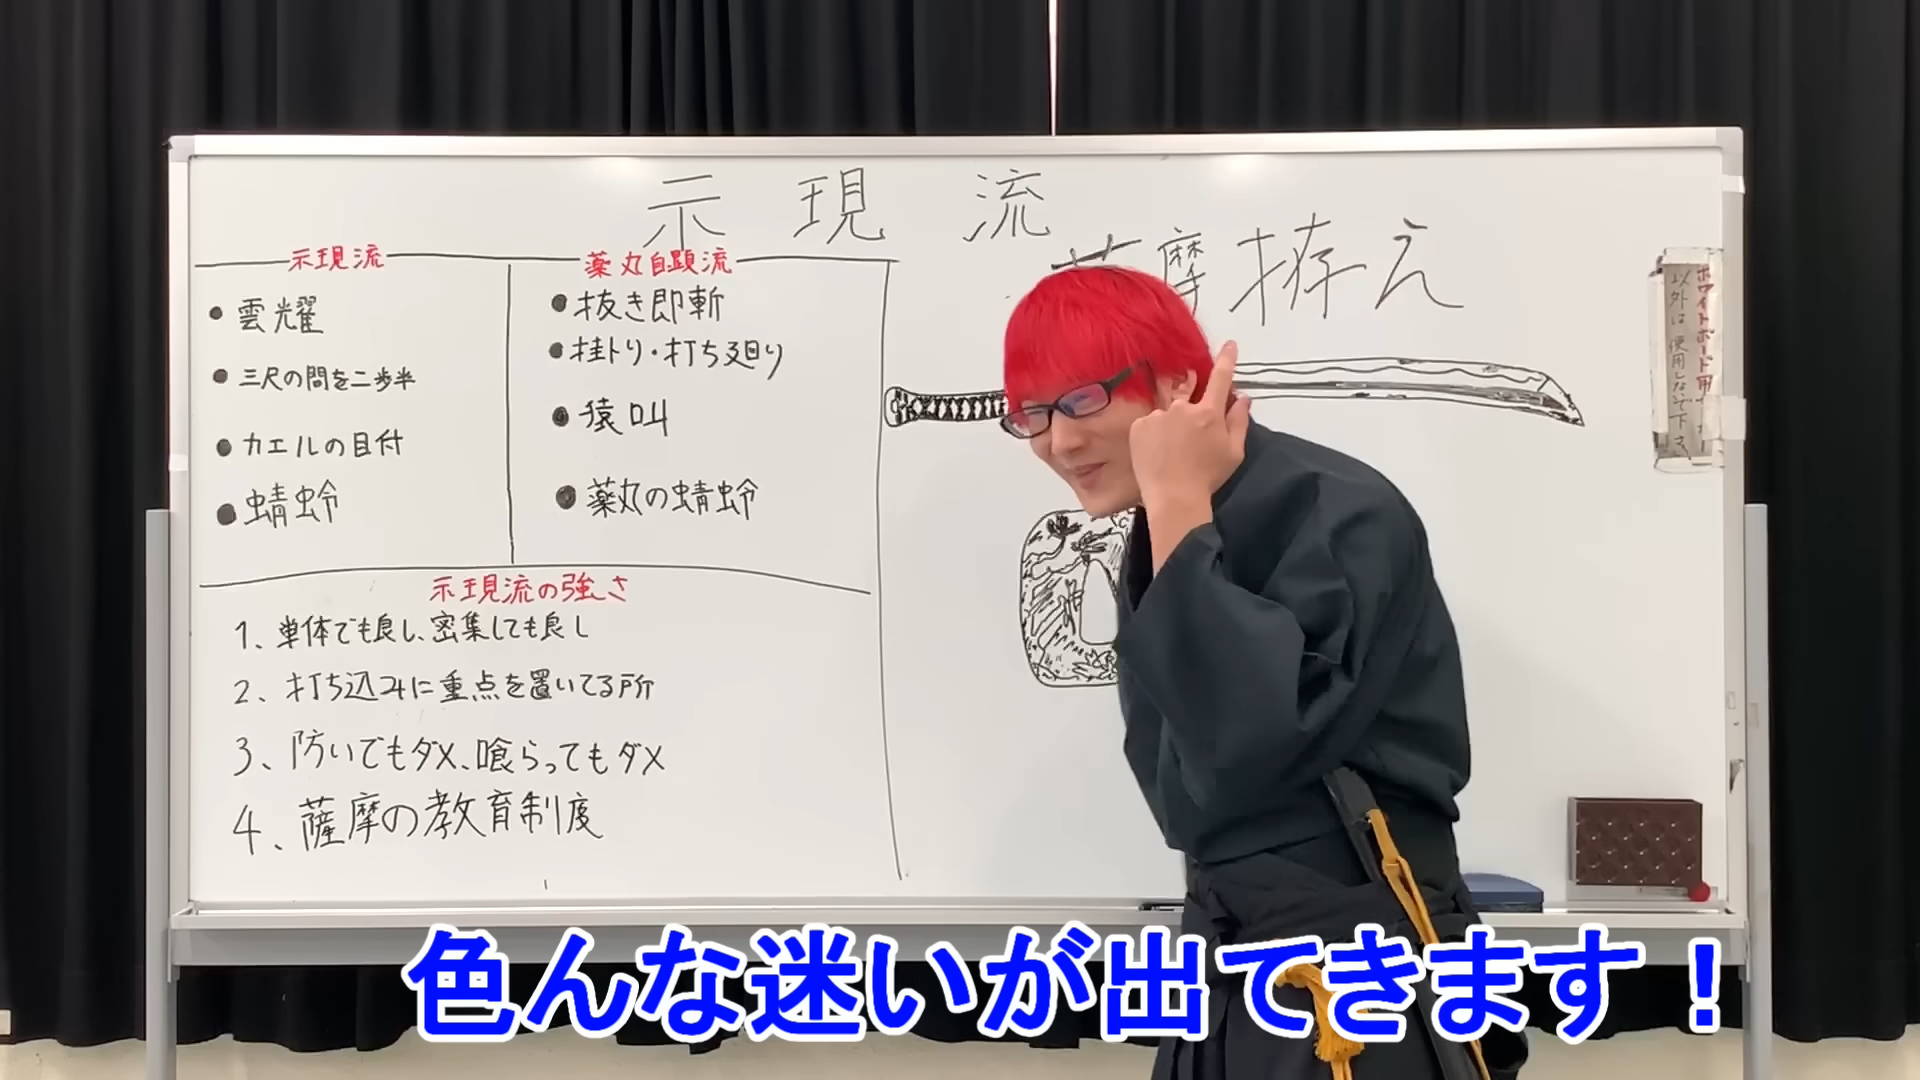 示現流
薩摩拵え
示現流
● 雲耀
● 三尺の間を二歩半
● カエルの目付
● 蜻蛉
薬丸自顕流
● 抜き即斬
● 掛トり・打ち廻り
● 猿叫
● 薬丸の蜻蛉
示現流の強さ
1、単体でも良し、密集しても良し
2、打ち込みに重点を置いてる所
3、防いでもダメ、喰らってもダメ
4、薩摩の教育制度
ホワイトボード用
以外は使用しないで下さ
色んな迷いが出てきます！